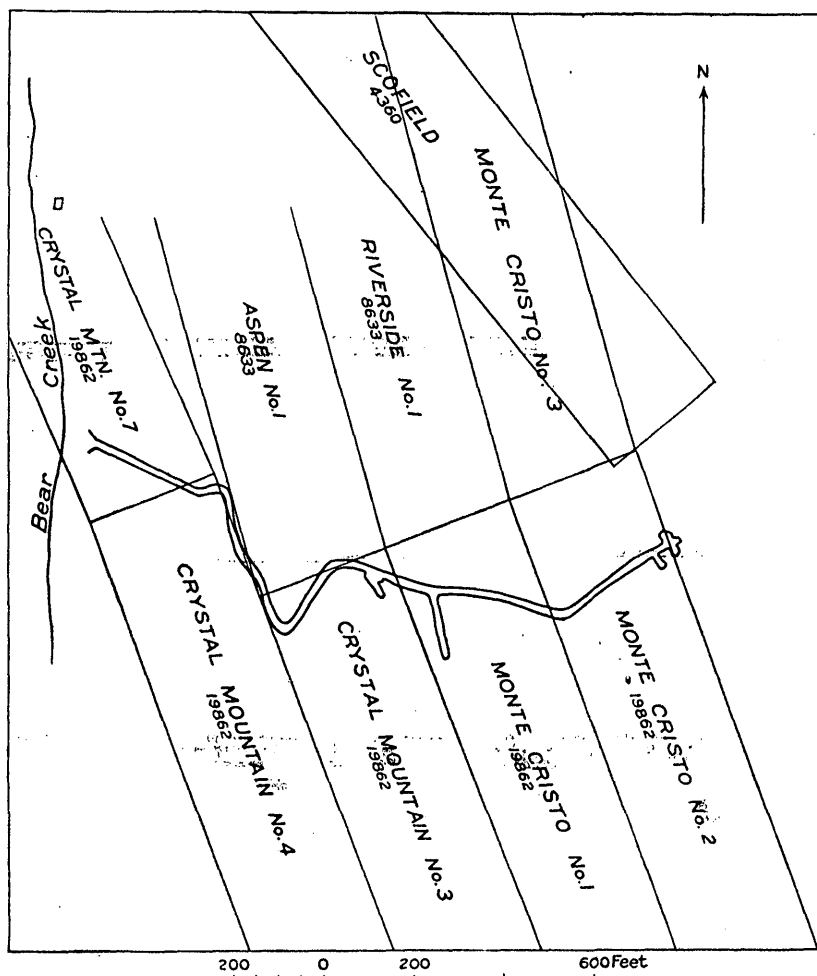 SCOFIELD
4360
N
MONTE CRISTO No. 3
CRYSTAL MTN. No. 7
19862
Creek
Bear
ASPEN No. 1
8633
RIVERSIDE No. 1
8633
CRYSTAL MOUNTAIN No. 4
19862
CRYSTAL MOUNTAIN No. 3
19862
MONTE CRISTO No. 1
19862
MONTE CRISTO No. 2
19862
200 0 200 600 Feet